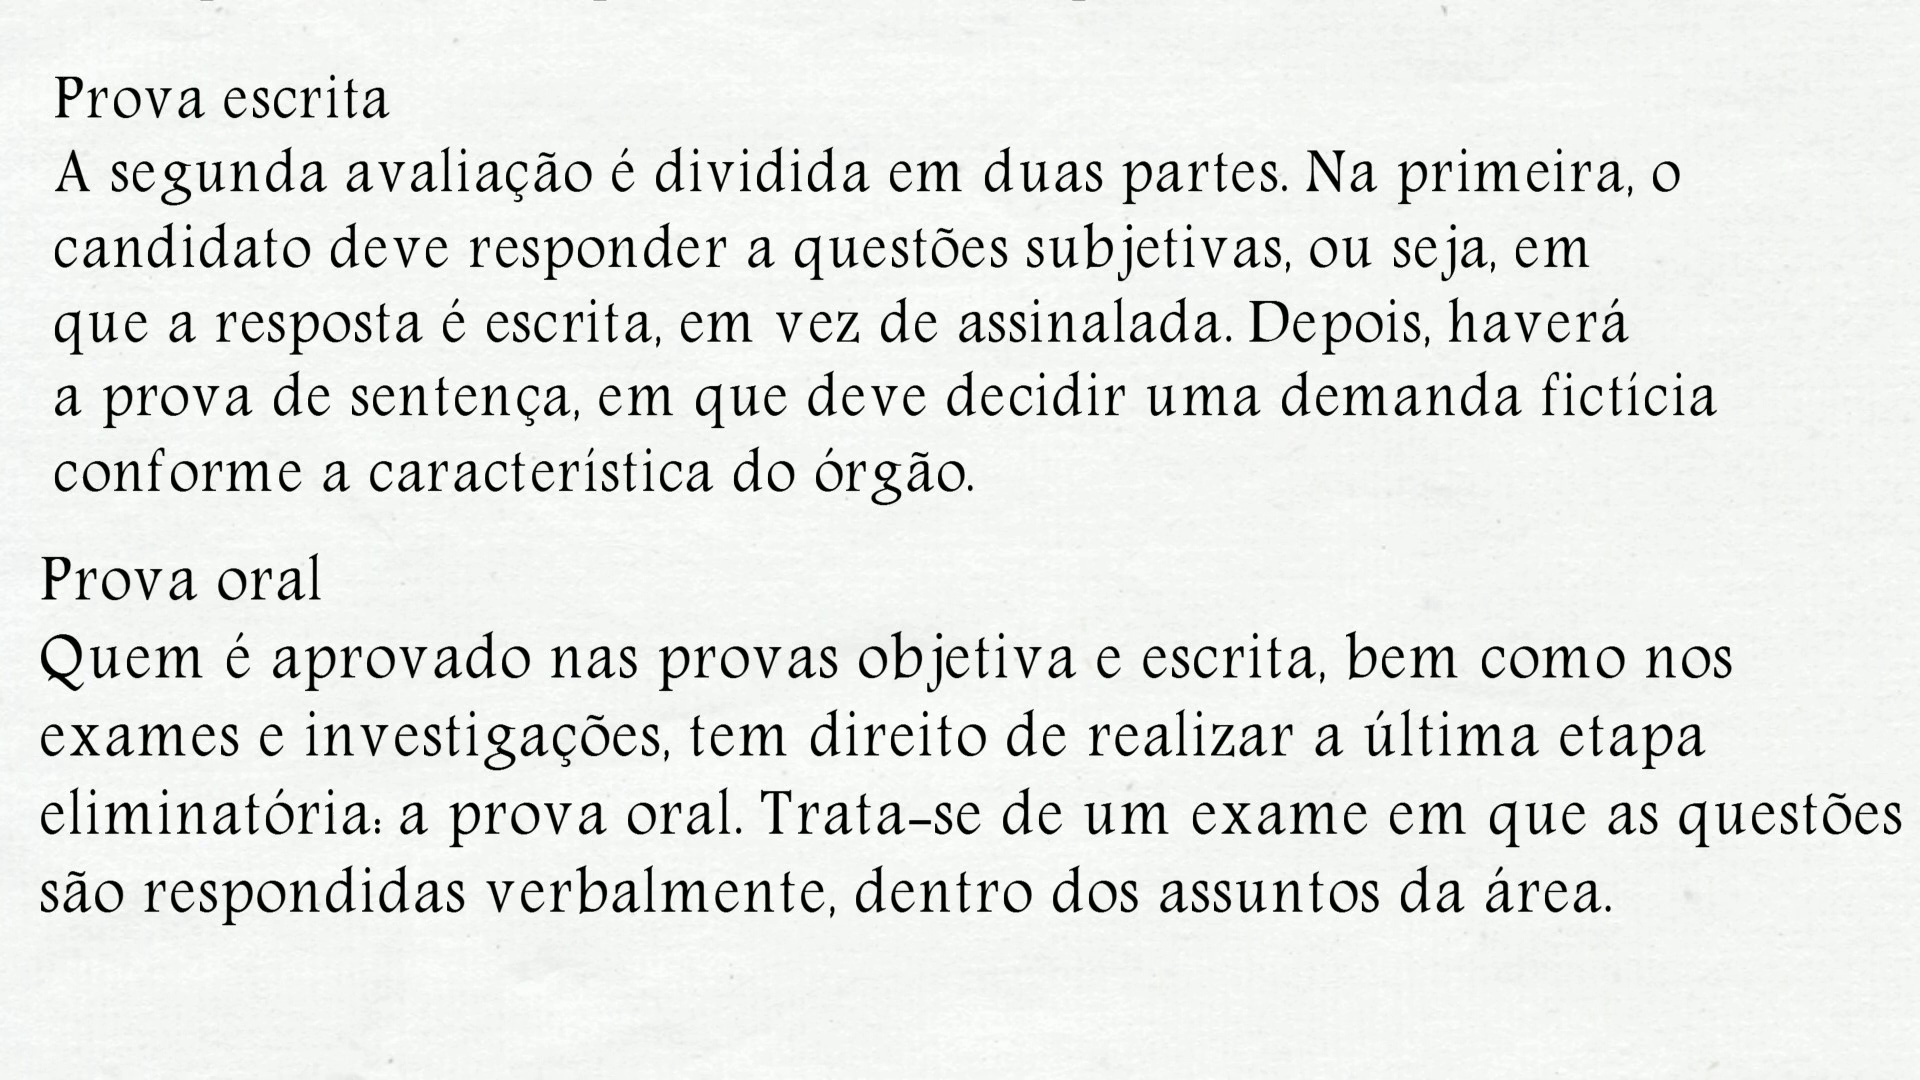 Prova escrita
A segunda avaliação é dividida em duas partes. Na primeira, o
candidato deve responder a questões subjetivas, ou seja, em
que a resposta é escrita, em vez de assinalada. Depois, haverá
a prova de sentença, em que deve decidir uma demanda fictícia
conforme a característica do órgão.
Prova oral
Quem é aprovado nas provas objetiva e escrita, bem como nos
exames e investigações, tem direito de realizar a última etapa
eliminatória: a prova oral. Trata-se de um exame em que as questões
são respondidas verbalmente, dentro dos assuntos da área.